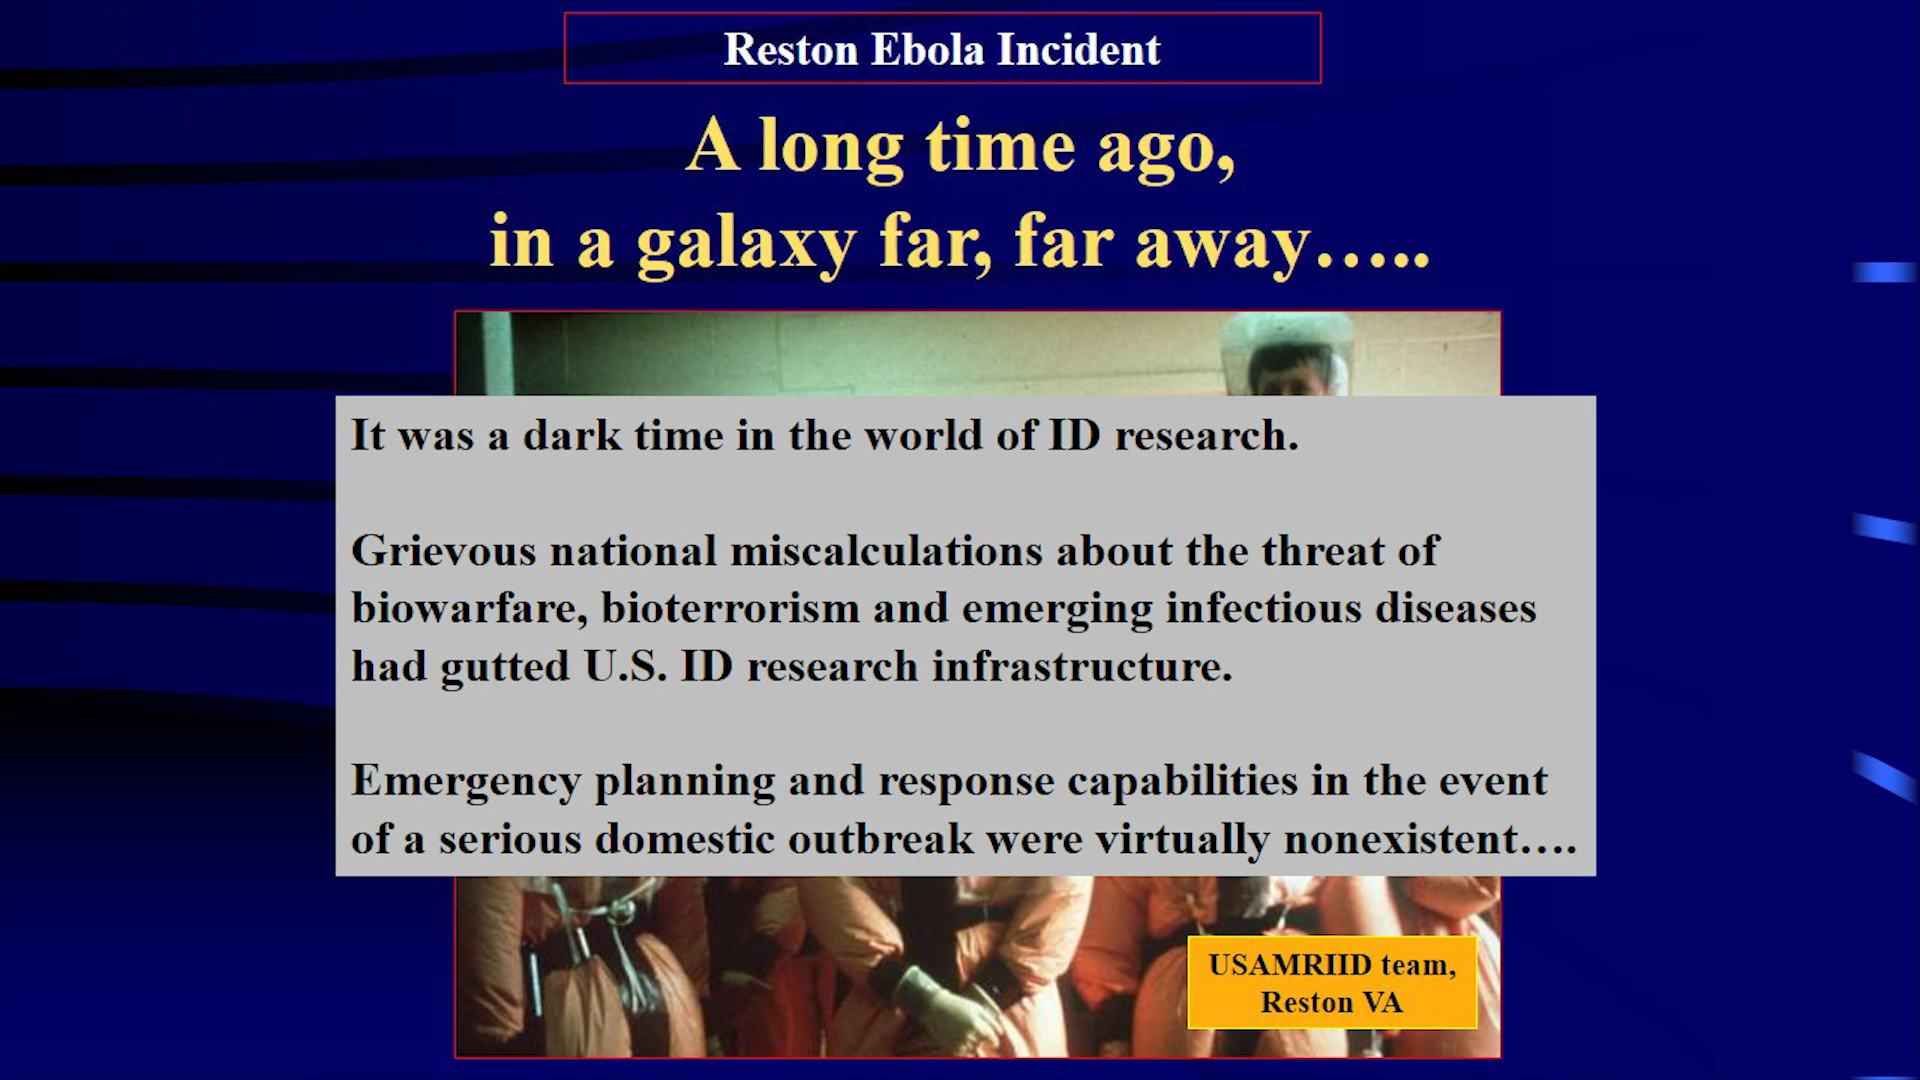 Reston Ebola Incident
A long time ago,
in a galaxy far, far away…..
It was a dark time in the world of ID research.
Grievous national miscalculations about the threat of
biowarfare, bioterrorism and emerging infectious diseases
had gutted U.S. ID research infrastructure.
Emergency planning and response capabilities in the event
of a serious domestic outbreak were virtually nonexistent….
USAMRIID team,
Reston VA